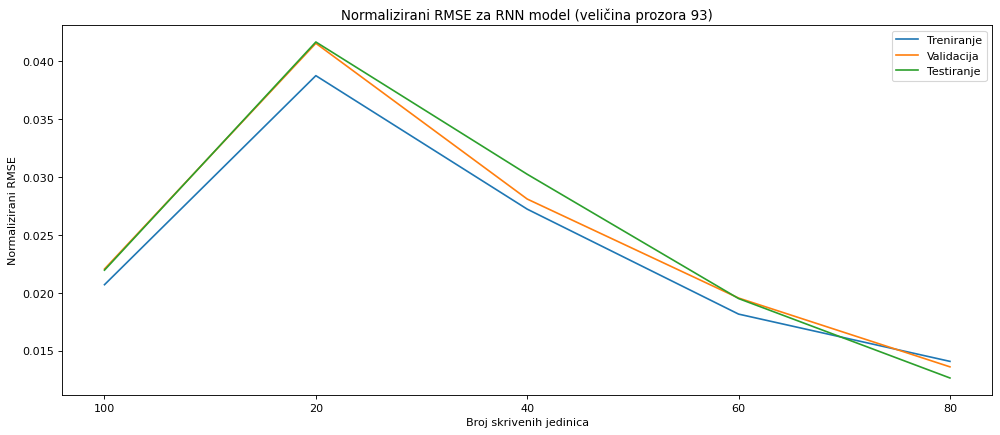 Normalizirani RMSE za RNN model (veličina prozora 93)
Treniranje
Validacija
Testiranje
0.040
0.035
0.030
0.025
0.020
0.015
Normalizirani RMSE
100 20 40 60 80
Broj skrivenih jedinica